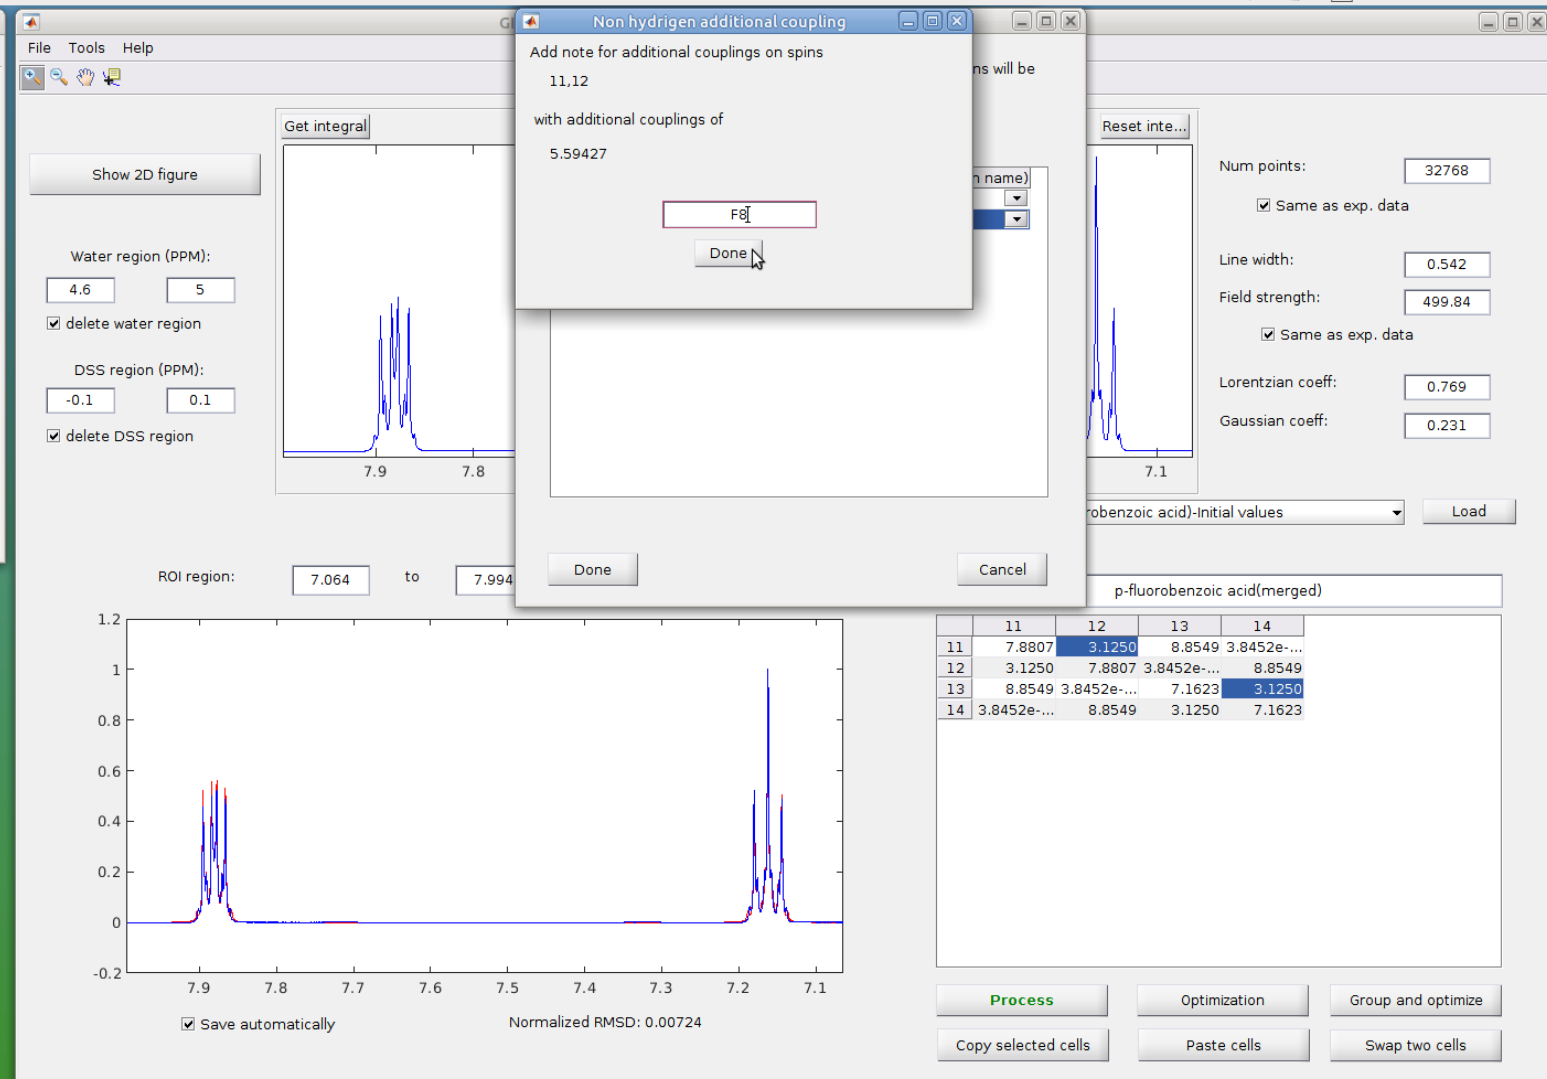 Gl
Non hydrigen additional coupling
File Tools Help
Add note for additional couplings on spins
11,12
with additional couplings of
5.59427
F8
Done
ns will be
n name)
Get integral
Reset inte...
Show 2D figure
Water region (PPM):
4.6 5
delete water region
DSS region (PPM):
-0.1 0.1
delete DSS region
7.9 7.8
7.1
Num points: 32768
Same as exp. data
Line width: 0.542
Field strength: 499.84
Same as exp. data
Lorentzian coeff: 0.769
Gaussian coeff: 0.231
robenzoic acid)-Initial values
Load
Done
Cancel
ROI region: 7.064 to 7.994
p-fluorobenzoic acid(merged)
1.2
1
0.8
0.6
0.4
0.2
0
-0.2
7.9 7.8 7.7 7.6 7.5 7.4 7.3 7.2 7.1
Save automatically
Normalized RMSD: 0.00724
11 12 13 14
11 7.8807 3.1250 8.8549 3.8452e-...
12 3.1250 7.8807 3.8452e-... 8.8549
13 8.8549 3.8452e-... 7.1623 3.1250
14 3.8452e-... 8.8549 3.1250 7.1623
Process Optimization Group and optimize
Copy selected cells Paste cells Swap two cells